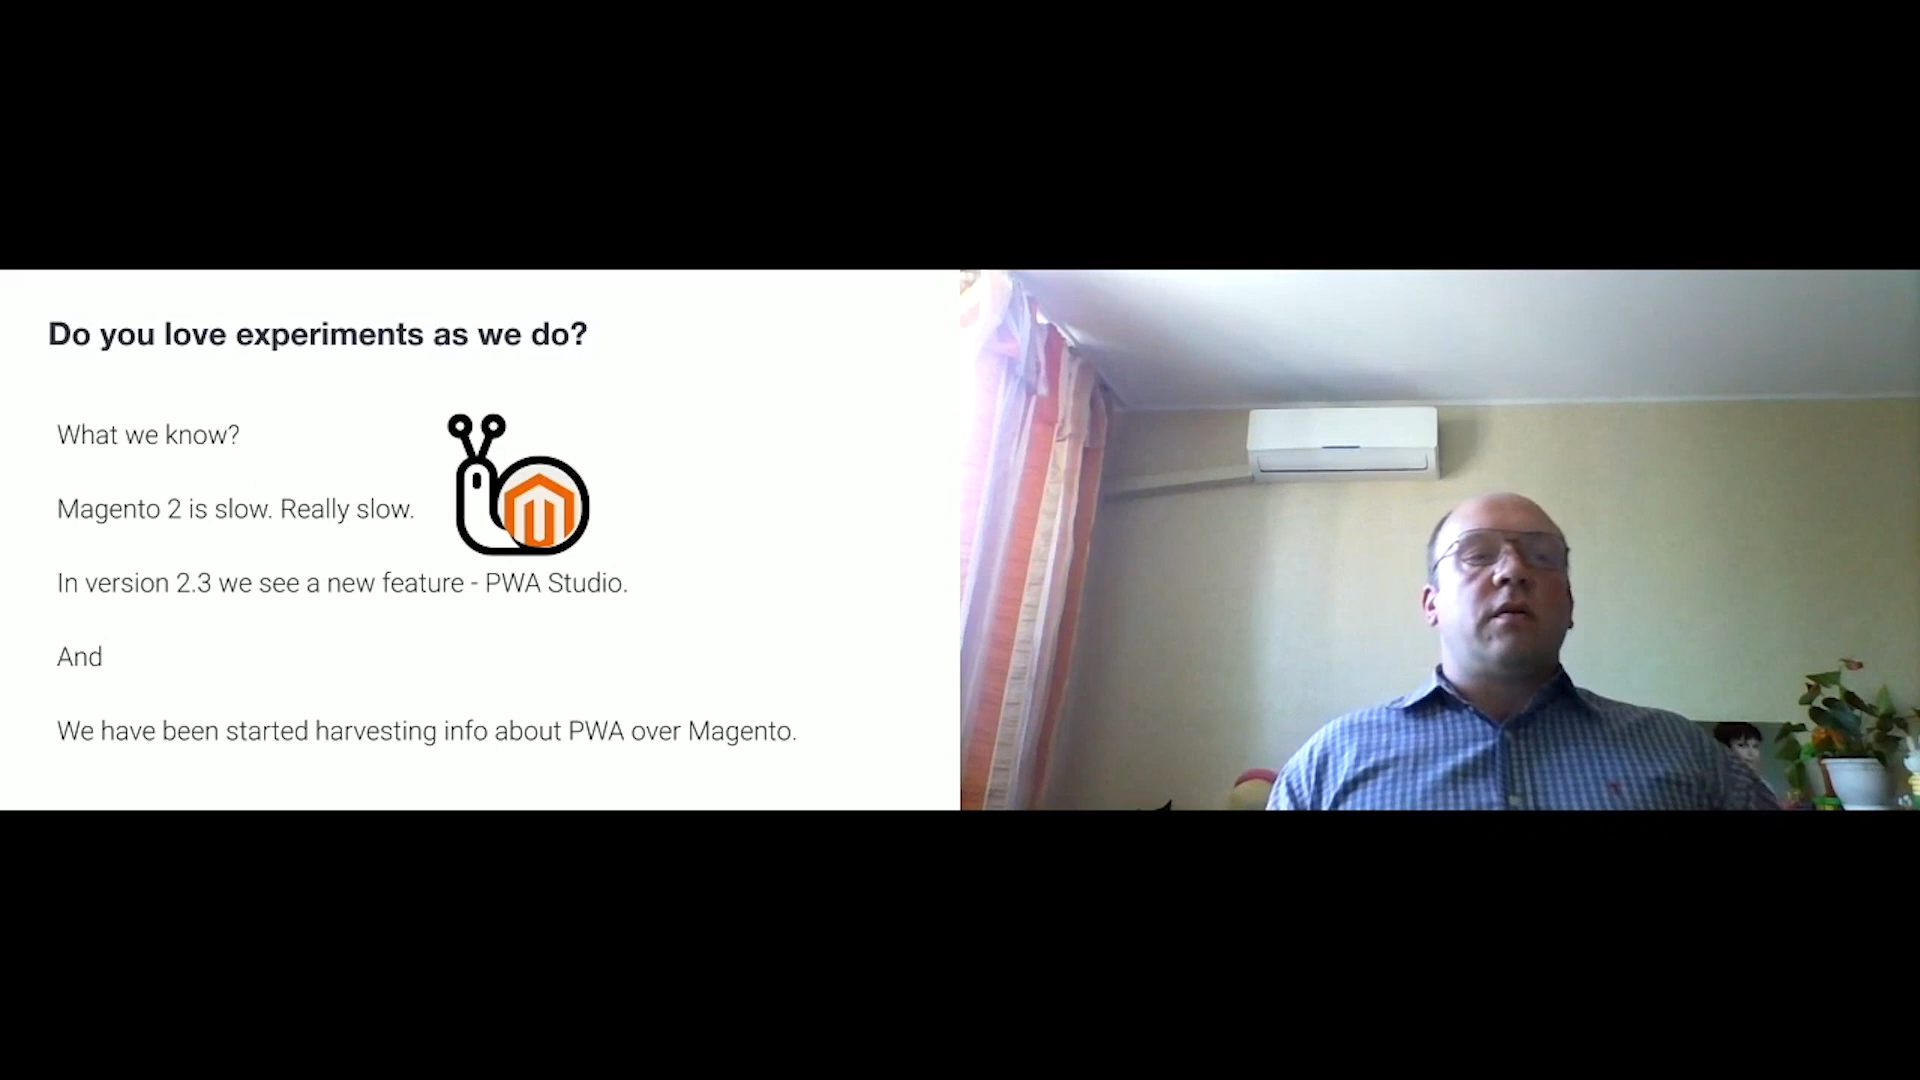 Do you love experiments as we do?
What we know?
Magento 2 is slow. Really slow.
In version 2.3 we see a new feature - PWA Studio.
And
We have been started harvesting info about PWA over Magento.